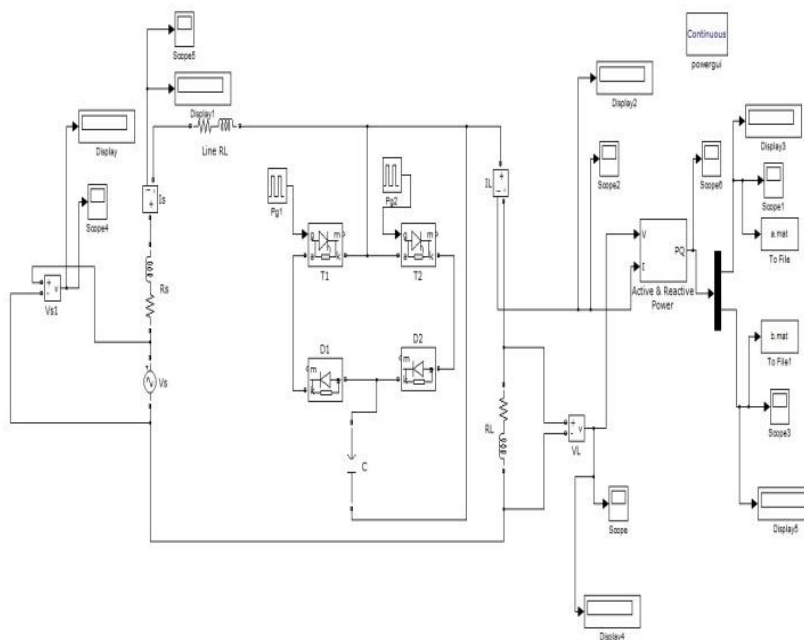 Continuous
powergui
Scope5
Display1
Display
Display2
Display3
Line RL
Scope4
Is
Pg1
Pg2
IL
Scope2
Scope6
Scope1
a.mat
To File
g
m
a
k
T1
g
m
a
k
T2
V
I
PQ
Active & Reactive
Power
Vs1
v
Rs
Vs
D1
m
k
D2
m
k
C
RL
v
VL
b.mat
To File1
Scope3
Scope
Display5
Display4